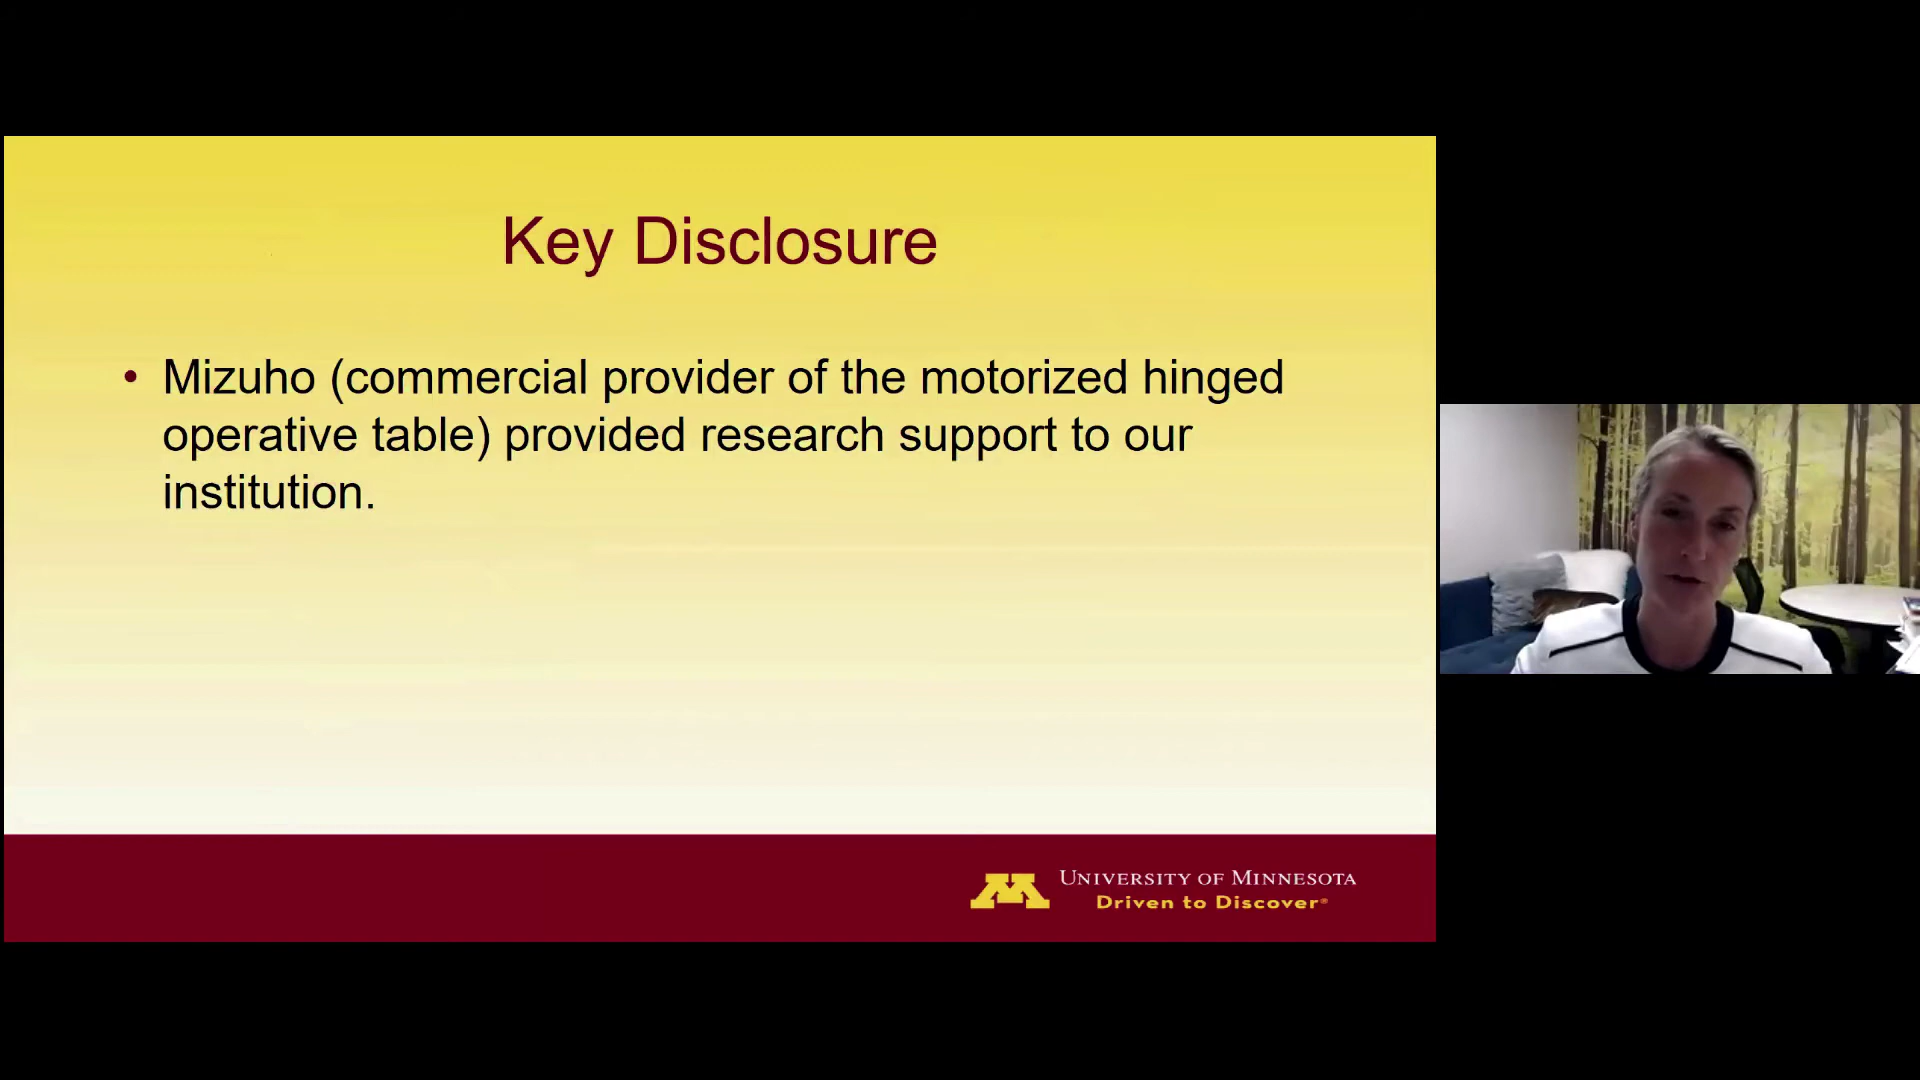 Key Disclosure
• Mizuho (commercial provider of the motorized hinged
operative table) provided research support to our
institution.
UNIVERSITY OF MINNESOTA
Driven to Discover®